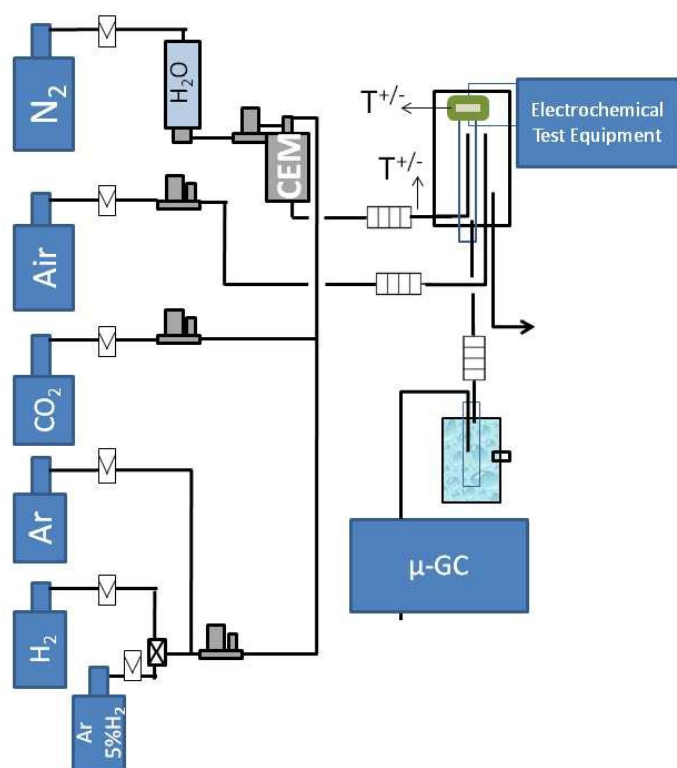 N2
H2O
CEM
T+/-
T+/-
Electrochemical
Test Equipment
Air
CO2
Ar
μ-GC
H2
Ar
5%H2